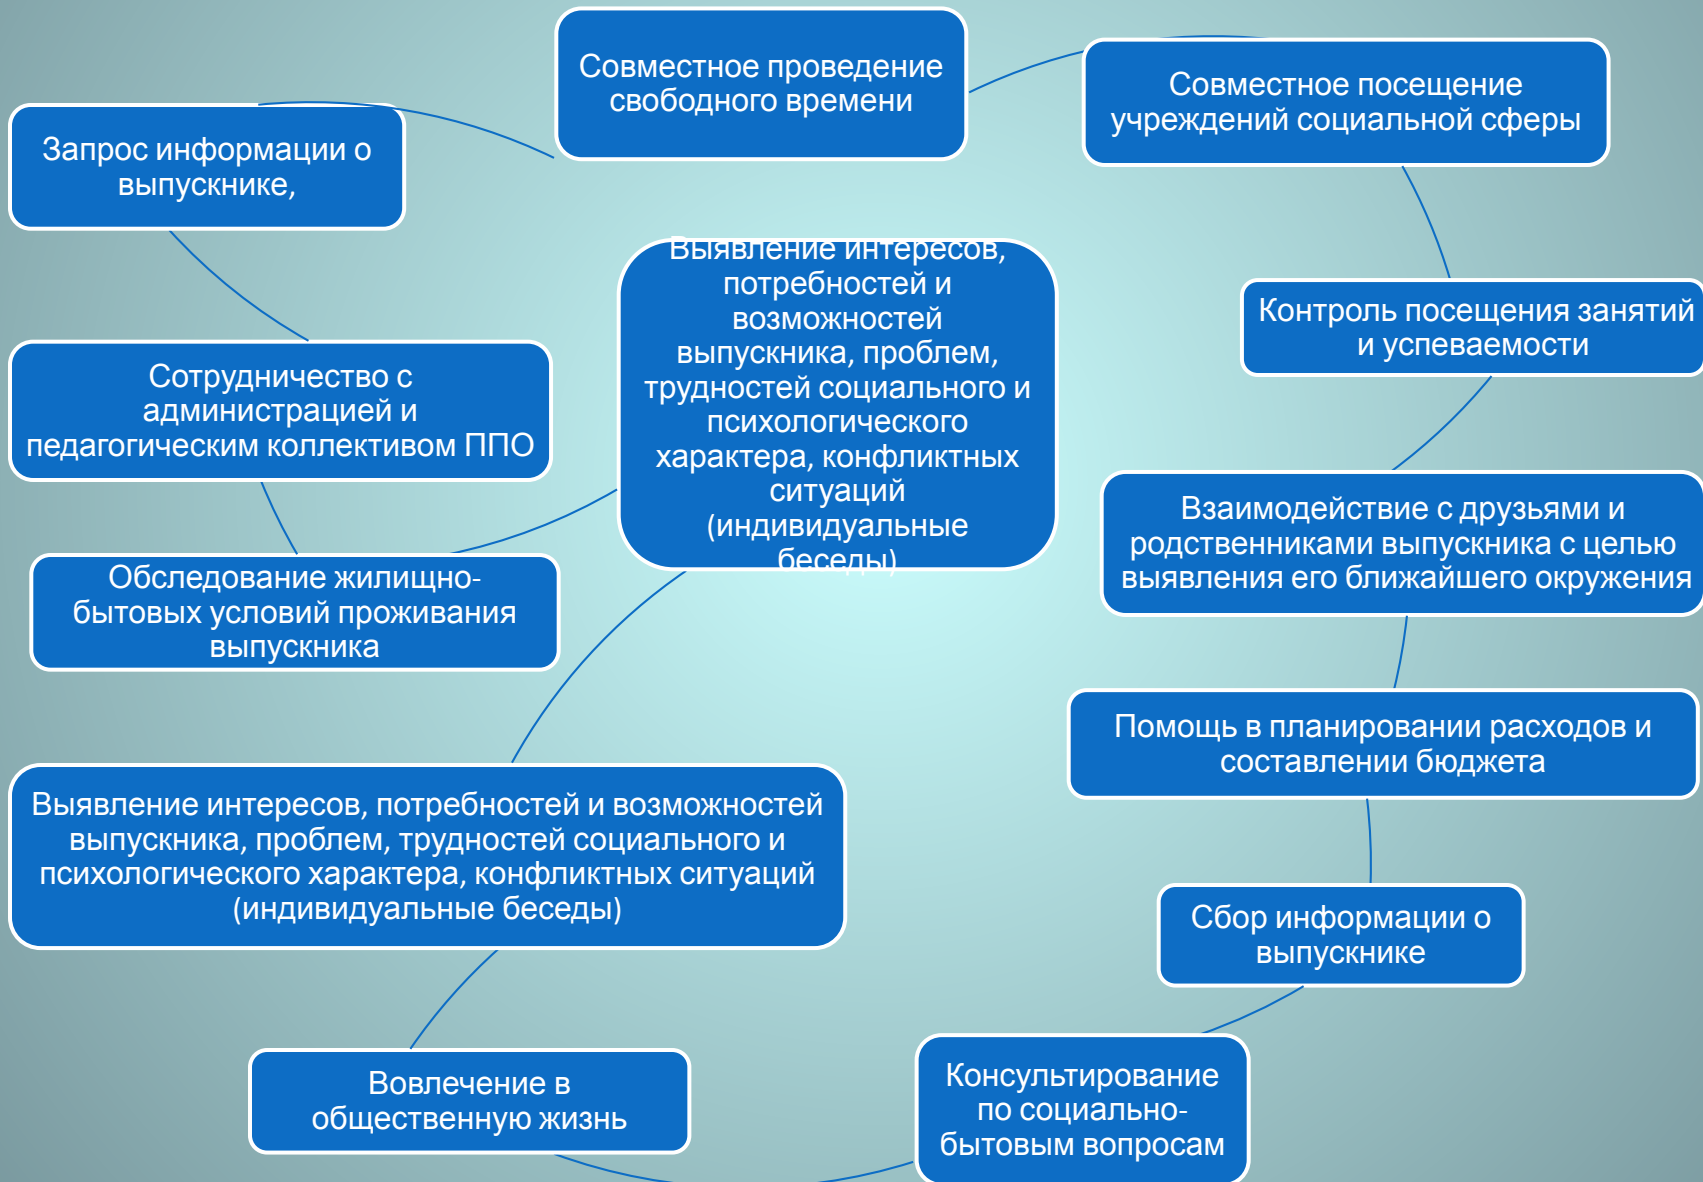 Совместное проведение
свободного времени
Совместное посещение
учреждений социальной сферы
Запрос информации о
выпускнике,
Выявление интересов,
потребностей и
возможностей
выпускника, проблем,
трудностей социального и
психологического
характера, конфликтных
ситуаций
(индивидуальные
беседы)
Контроль посещения занятий
и успеваемости
Сотрудничество с
администрацией и
педагогическим коллективом ППО
Взаимодействие с друзьями и
родственниками выпускника с целью
выявления его ближайшего окружения
Обследование жилищно-
бытовых условий проживания
выпускника
Помощь в планировании расходов и
составлении бюджета
Выявление интересов, потребностей и возможностей
выпускника, проблем, трудностей социального и
психологического характера, конфликтных ситуаций
(индивидуальные беседы)
Сбор информации о
выпускнике
Вовлечение в
общественную жизнь
Консультирование
по социально-
бытовым вопросам